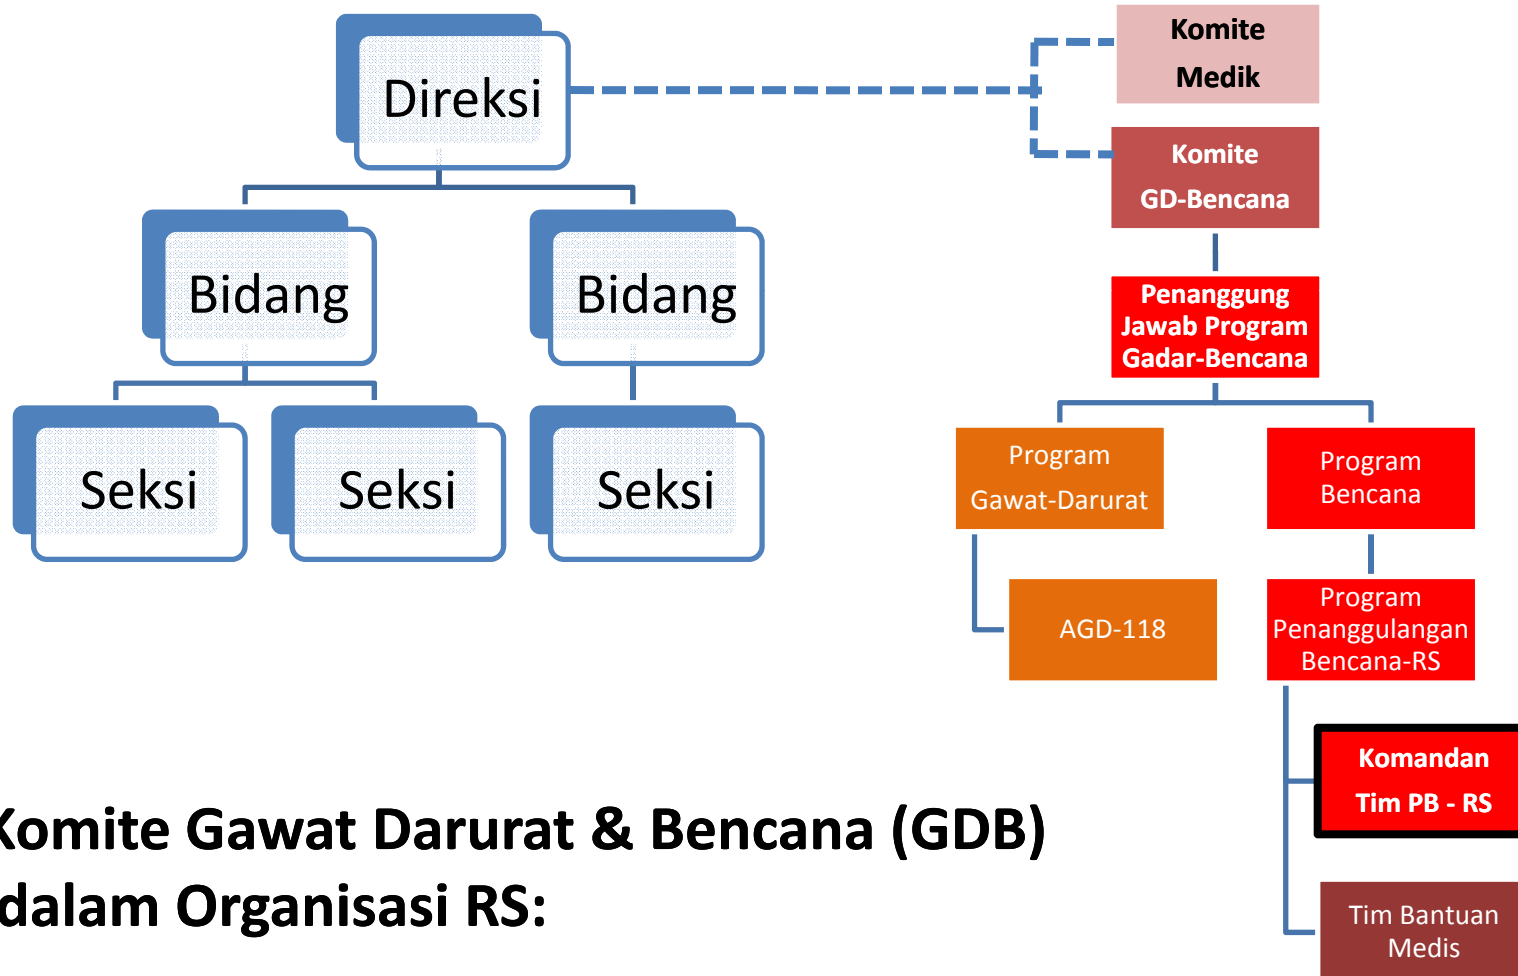 Direksi
Komite
Medik
Komite
GD-Bencana
Bidang
Bidang
Penanggung
Jawab Program
Gadar-Bencana
Seksi
Seksi
Seksi
Program
Gawat-Darurat
Program
Bencana
AGD-118
Program
Penanggulangan
Bencana-RS
Komandan
Tim PB - RS
Tim Bantuan
Medis
Komite Gawat Darurat & Bencana (GDB)
dalam Organisasi RS: